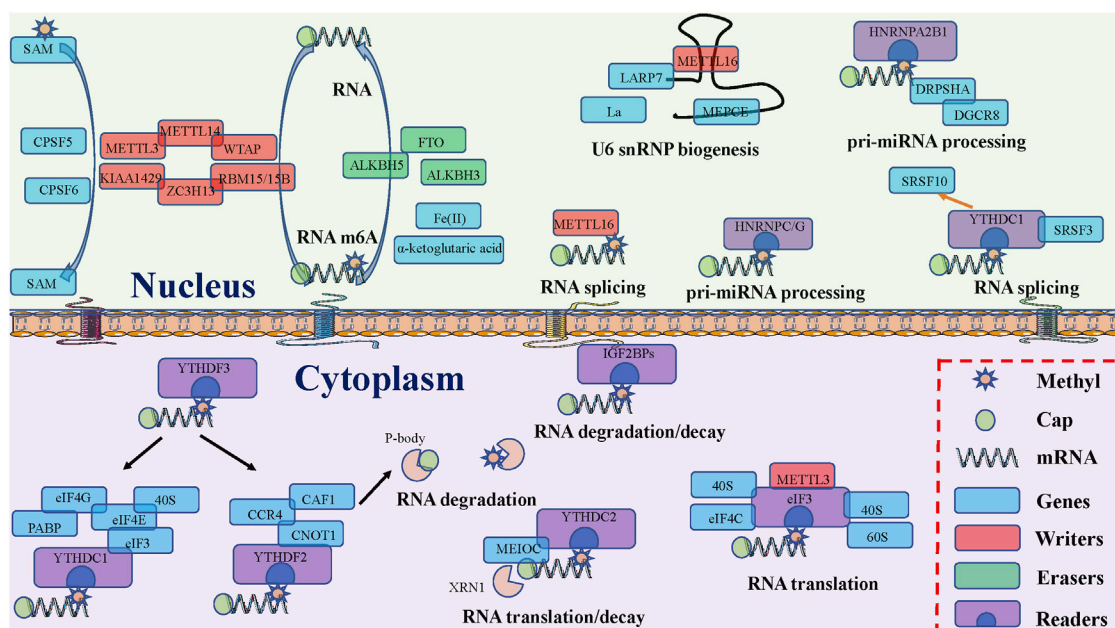 SAM
CPSF5
CPSF6
SAM
METTL3
METTL14
WTAP
KIAA1429
ZC3H13
RBM15/15B
RNA
RNA m6A
FTO
ALKBH5
ALKBH3
Fe(II)
α-ketoglutaric acid
LARP7
METTL16
La
MEPCE
U6 snRNP biogenesis
HNRNPA2B1
DRPSHA
DGCR8
pri-miRNA processing
METTL16
RNA splicing
HNRNPC/G
pri-miRNA processing
SRSF10
YTHDC1
SRSF3
RNA splicing
Nucleus
Cytoplasm
YTHDF3
IGF2BPs
RNA degradation/decay
P-body
RNA degradation
eIF4G
40S
PABP
eIF4E
eIF3
YTHDC1
CAF1
CCR4
CNOT1
YTHDF2
YTHDC2
MEIOC
XRN1
RNA translation/decay
METTL3
40S
eIF3
eIF4C
40S
60S
RNA translation
Methyl
Cap
mRNA
Genes
Writers
Erasers
Readers